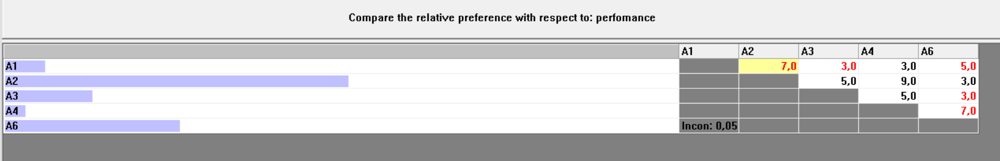 Compare the relative preference with respect to: perfomance
A1 A2 A3 A4 A6
A1 7,0 3,0 3,0 5,0
A2 5,0 9,0 3,0
A3 5,0 3,0
A4 7,0
A6 Incon: 0,05